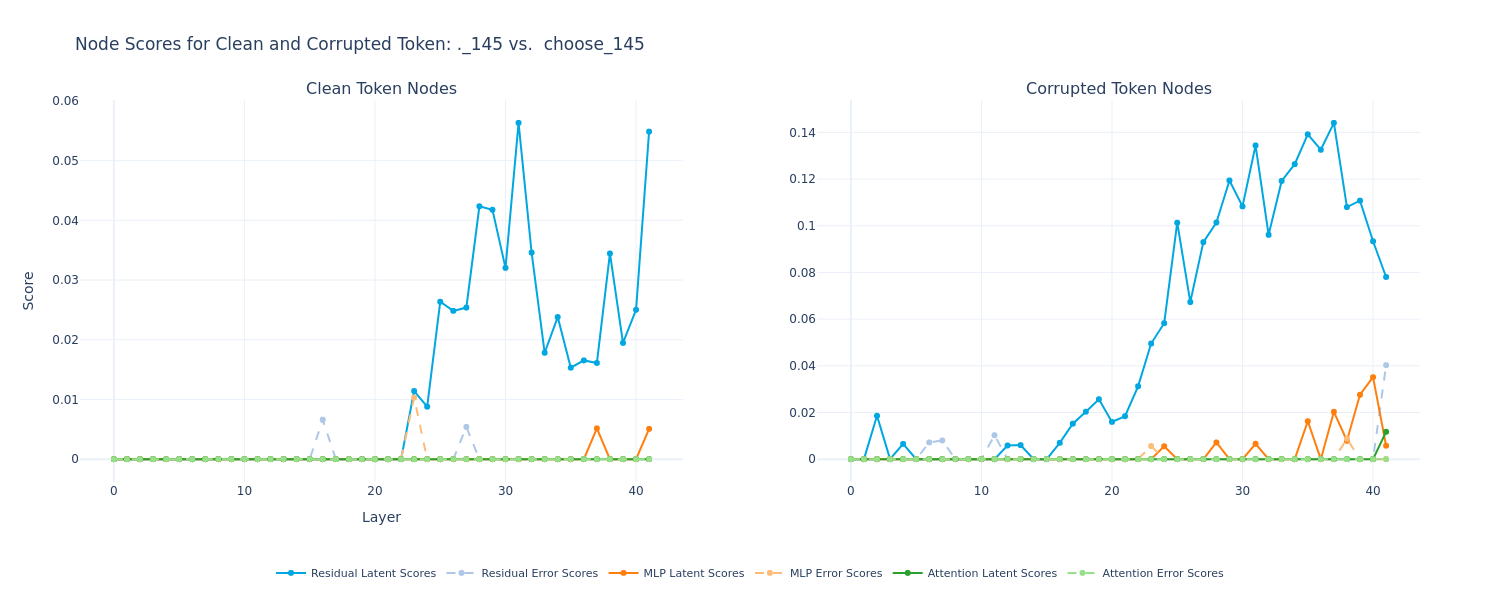 Node Scores for Clean and Corrupted Token: ._145 vs.  choose_145
Clean Token Nodes
Corrupted Token Nodes
0.06
0.05
0.04
0.03
0.02
0.01
0
Score
0 10 20 30 40
Layer
0.14
0.12
0.1
0.08
0.06
0.04
0.02
0
0 10 20 30 40
Residual Latent Scores Residual Error Scores MLP Latent Scores MLP Error Scores Attention Latent Scores Attention Error Scores